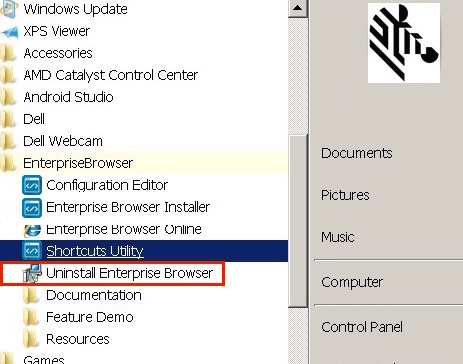 Windows Update
XPS Viewer
Accessories
AMD Catalyst Control Center
Android Studio
Dell
Dell Webcam
EnterpriseBrowser
Configuration Editor
Enterprise Browser Installer
Enterprise Browser Online
Shortcuts Utility
Uninstall Enterprise Browser
Documentation
Feature Demo
Resources
Games
Documents
Pictures
Music
Computer
Control Panel